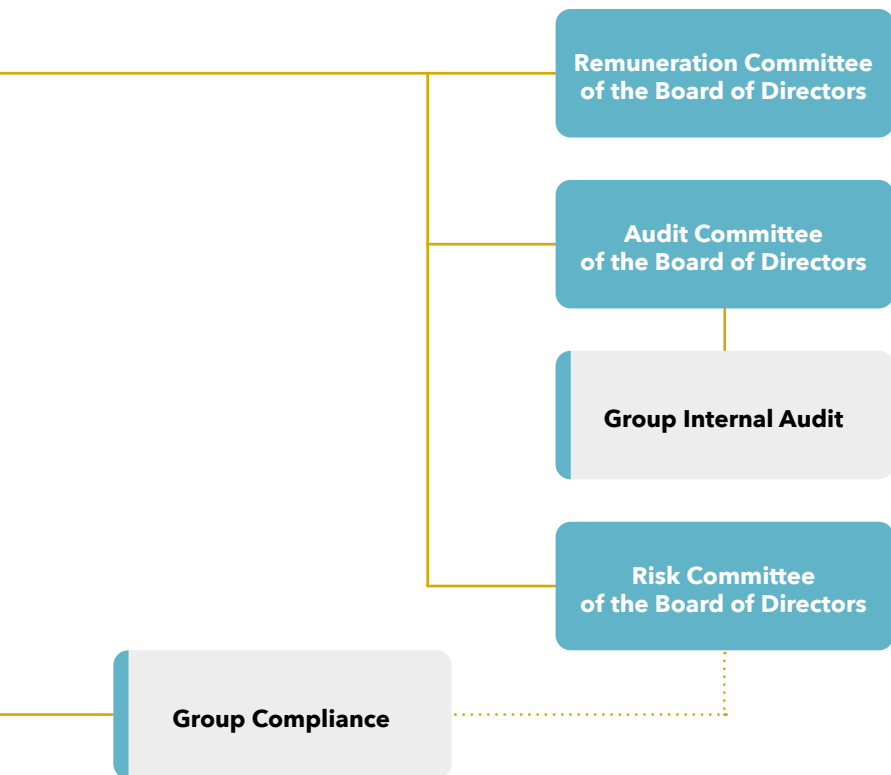 Remuneration Committee
of the Board of Directors
Audit Committee
of the Board of Directors
Group Internal Audit
Risk Committee
of the Board of Directors
Group Compliance